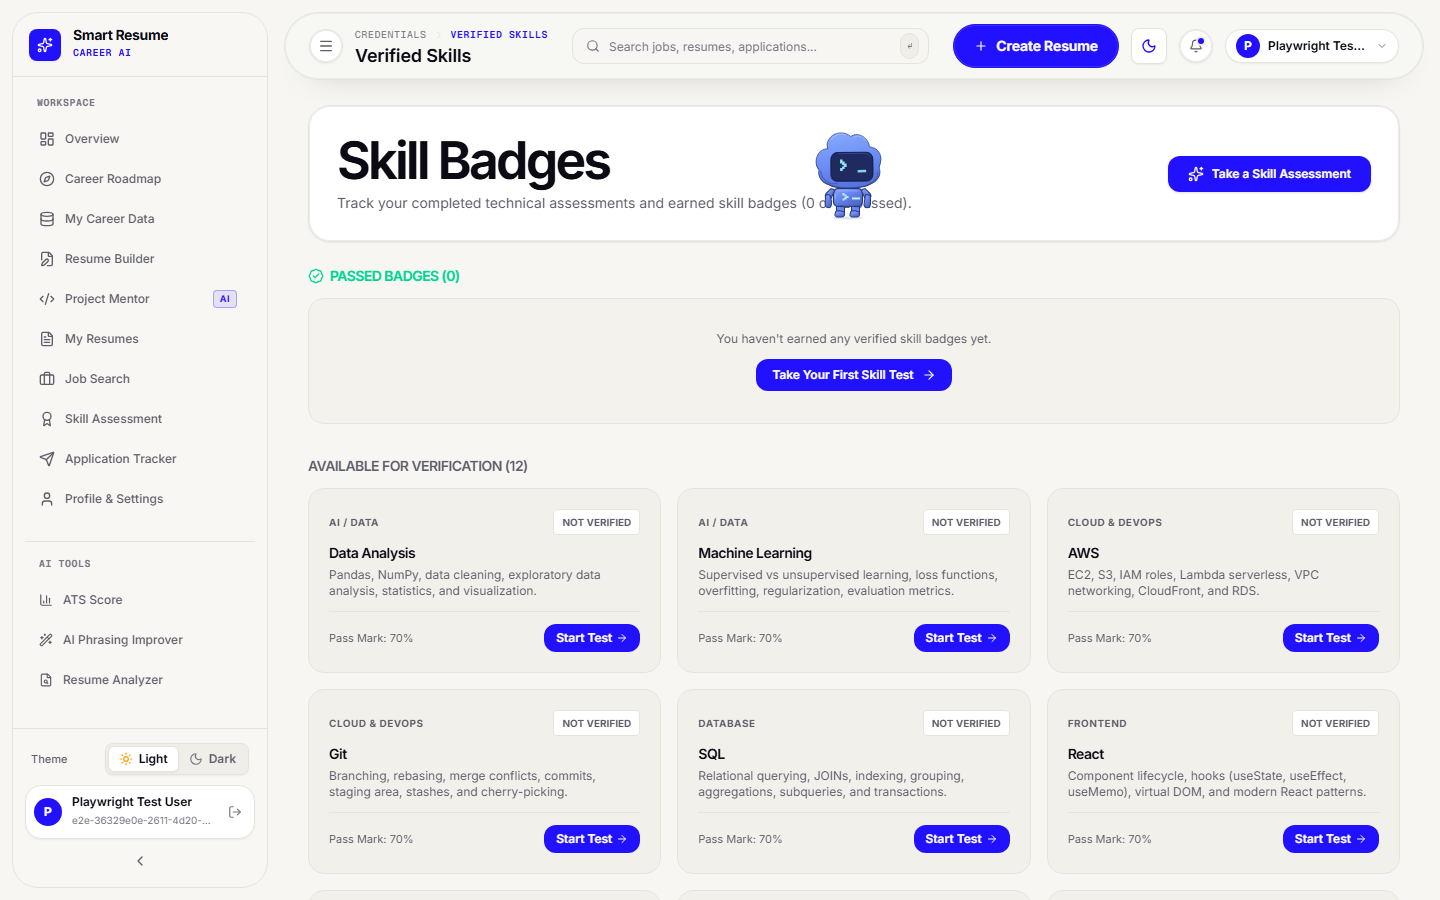 Smart Resume
CAREER AI
WORKSPACE
Overview
Career Roadmap
My Career Data
Resume Builder
Project Mentor AI
My Resumes
Job Search
Skill Assessment
Application Tracker
Profile & Settings
AI TOOLS
ATS Score
AI Phrasing Improver
Resume Analyzer
Theme Light Dark
P Playwright Test User
e2e-36329e0e-2611-4d20-...
CREDENTIALS VERIFIED SKILLS
Verified Skills
Search jobs, resumes, applications...
Create Resume
P Playwright Tes...
Skill Badges
Track your completed technical assessments and earned skill badges (0
Take a Skill Assessment
PASSED BADGES (0)
You haven't earned any verified skill badges yet.
Take Your First Skill Test
AVAILABLE FOR VERIFICATION (12)
AI / DATA NOT VERIFIED
Data Analysis
Pandas, NumPy, data cleaning, exploratory data
analysis, statistics, and visualization.
Pass Mark: 70% Start Test
AI / DATA NOT VERIFIED
Machine Learning
Supervised vs unsupervised learning, loss functions,
overfitting, regularization, evaluation metrics.
Pass Mark: 70% Start Test
CLOUD & DEVOPS NOT VERIFIED
AWS
EC2, S3, IAM roles, Lambda serverless, VPC
networking, CloudFront, and RDS.
Pass Mark: 70% Start Test
CLOUD & DEVOPS NOT VERIFIED
Git
Branching, rebasing, merge conflicts, commits,
staging area, stashes, and cherry-picking.
Pass Mark: 70% Start Test
DATABASE NOT VERIFIED
SQL
Relational querying, JOINs, indexing, grouping,
aggregations, subqueries, and transactions.
Pass Mark: 70% Start Test
FRONTEND NOT VERIFIED
React
Component lifecycle, hooks (useState, useEffect,
useMemo), virtual DOM, and modern React patterns.
Pass Mark: 70% Start Test